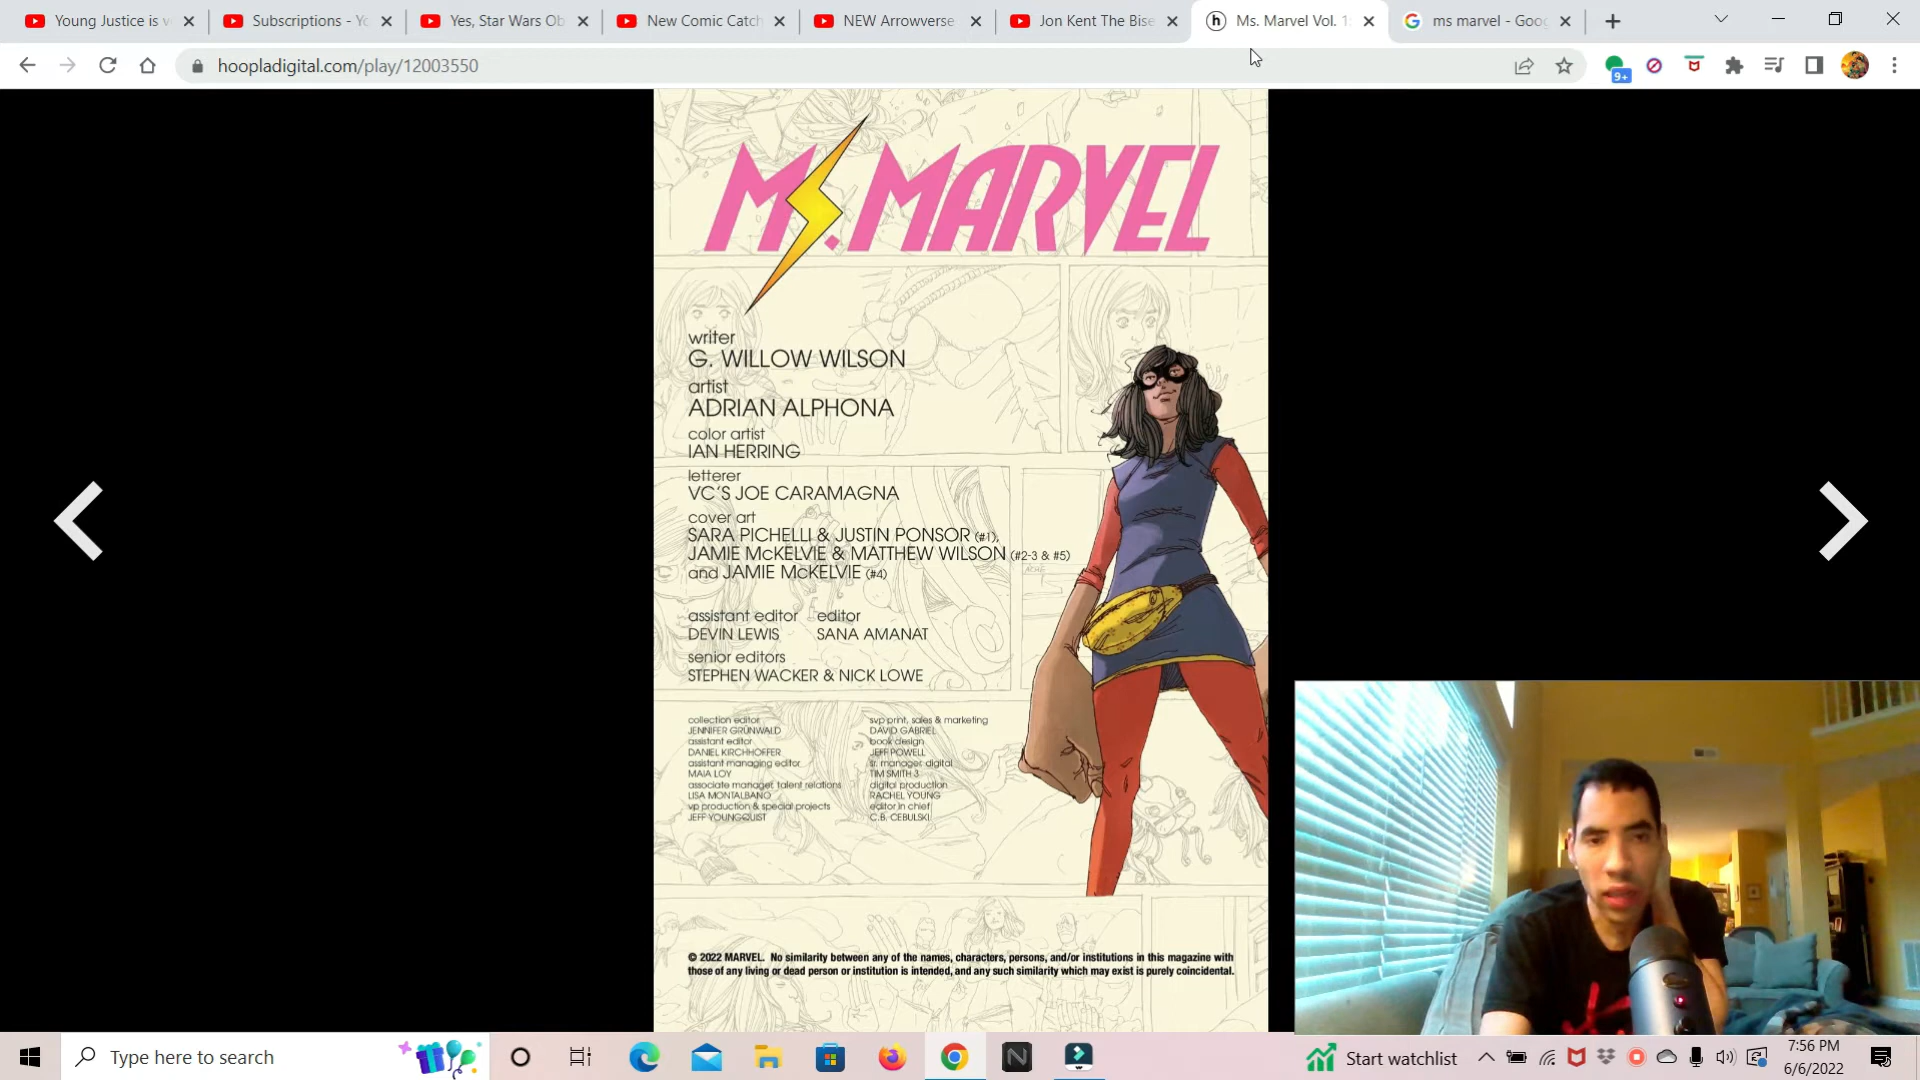 Young Justice is v
Subscriptions - Yo
Yes, Star Wars Ob
New Comic Catch
NEW Arrowverse
Jon Kent The Bise
Ms. Marvel Vol. 1:
ms marvel - Goog
hoopladigital.com/play/12003550
9+
MS. MARVEL
writer
G. WILLOW WILSON
artist
ADRIAN ALPHONA
color artist
IAN HERRING
letterer
VC'S JOE CARAMAGNA
cover art
SARA PICHELLI & JUSTIN PONSOR (#1),
JAMIE McKELVIE & MATTHEW WILSON (#2-3 & #5)
and JAMIE McKELVIE (#4)
assistant editor
DEVIN LEWIS
editor
SANA AMANAT
senior editors
STEPHEN WACKER & NICK LOWE
collection editor
JENNIFER GRÜNWALD
assistant editor
DANIEL KIRCHHOFFER
assistant managing editor
MAIA LOY
associate manager, talent relations
LISA MONTALBANO
vp production & special projects
JEFF YOUNGQUIST
svp print, sales & marketing
DAVID GABRIEL
book design
JEFF POWELL
sr. manager, digital
TIM SMITH 3
digital production
RACHEL YOUNG
editor in chief
C.B. CEBULSKI
© 2022 MARVEL. No similarity between any of the names, characters, persons, and/or institutions in this magazine with
those of any living or dead person or institution is intended, and any such similarity which may exist is purely coincidental.
Type here to search
Start watchlist
7:56 PM
6/6/2022